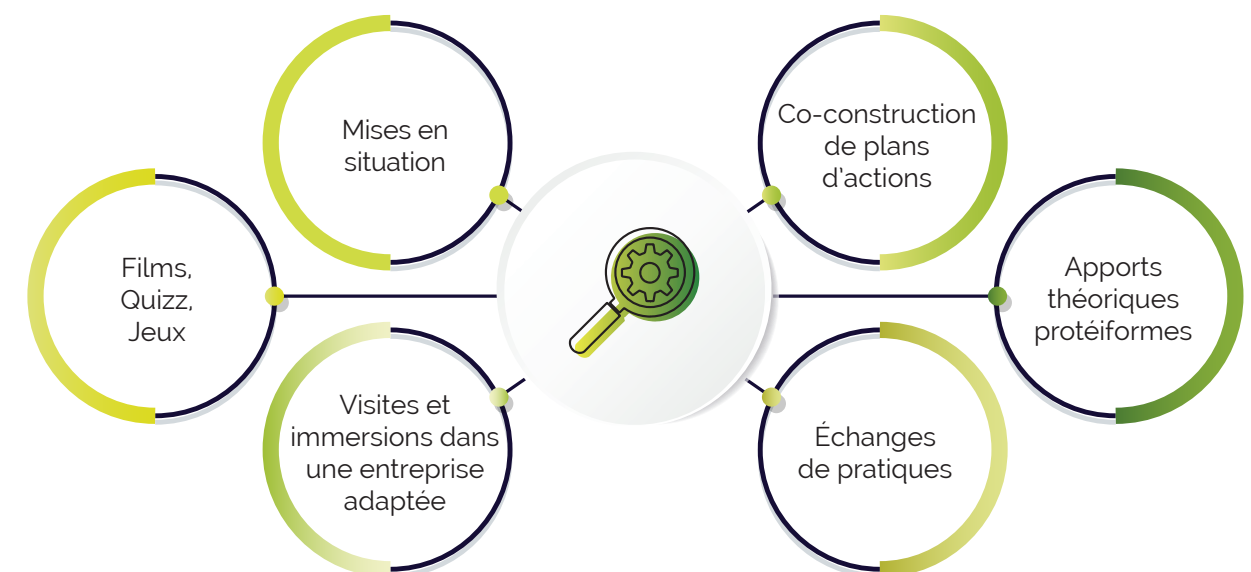 Mises en
situation
Co-construction
de plans
d'actions
Films,
Quizz,
Jeux
Apports
théoriques
protéiformes
Visites et
immersions dans
une entreprise
adaptée
Échanges
de pratiques